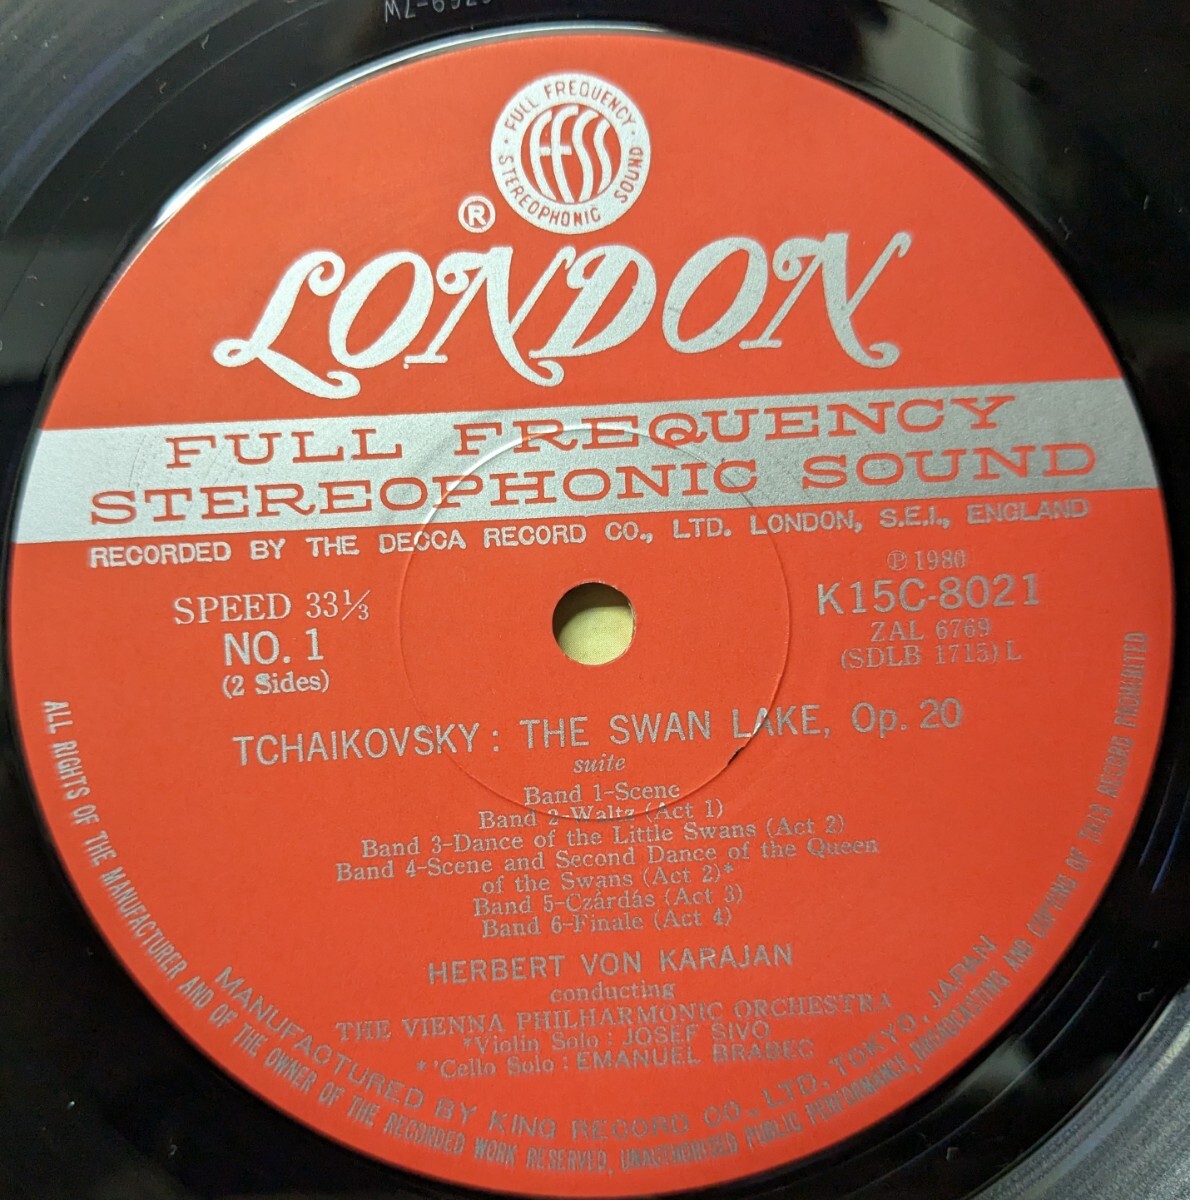 FULL FREQUENCY
STEREOPHONIC SOUND
FFSS
®
LONDON
FULL FREQUENCY
STEREOPHONIC SOUND
RECORDED BY THE DECCA RECORD CO., LTD. LONDON, S.E.I., ENGLAND
℗ 1980
SPEED 33⅓
K15C-8021
NO. 1
ZAL 6769
(2 Sides)
(SDLB 1715) L
TCHAIKOVSKY : THE SWAN LAKE, Op. 20
suite
Band 1-Scene
Band 2-Waltz (Act 1)
Band 3-Dance of the Little Swans (Act 2)
Band 4-Scene and Second Dance of the Queen
of the Swans (Act 2)*
Band 5-Czárdás (Act 3)
Band 6-Finale (Act 4)
HERBERT VON KARAJAN
conducting
THE VIENNA PHILHARMONIC ORCHESTRA
*Violin Solo : JOSEF SIVO
*'Cello Solo : EMANUEL BRABEC
MANUFACTURED BY KING RECORD CO., LTD, TOKYO, JAPAN
ALL RIGHTS OF THE MANUFACTURER AND OF THE OWNER OF THE RECORDED WORK RESERVED, UNAUTHORISED PUBLIC PERFORMANCE, BROADCASTING AND COPYING OF THIS RECORD PROHIBITED